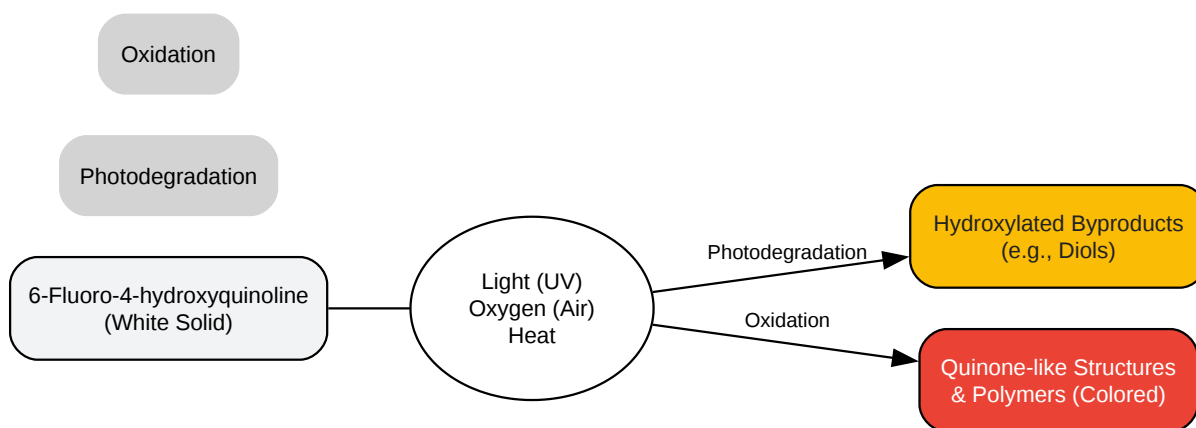 Oxidation
Photodegradation
6-Fluoro-4-hydroxyquinoline
(White Solid)
Light (UV)
Oxygen (Air)
Heat
Photodegradation
Oxidation
Hydroxylated Byproducts
(e.g., Diols)
Quinone-like Structures
& Polymers (Colored)